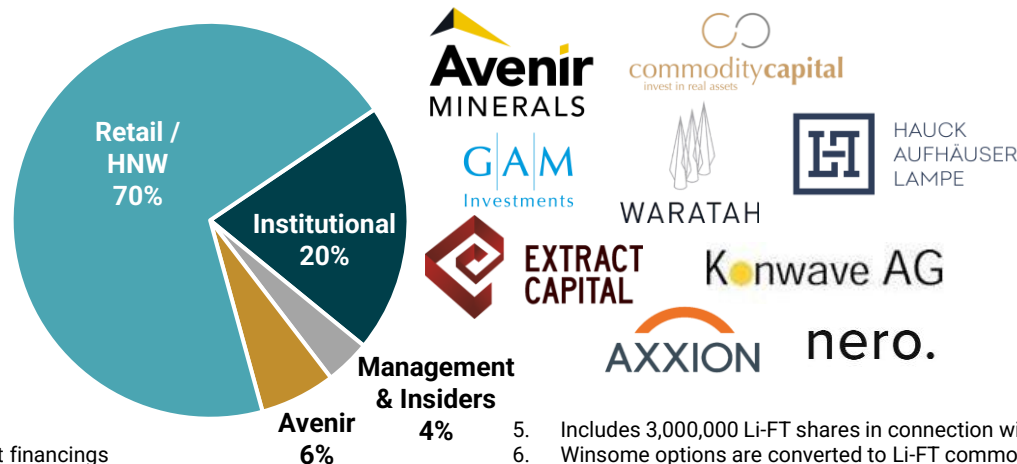 Retail /
HNW
70%
Institutional
20%
Management
& Insiders
4%
Avenir
6%
Avenir
MINERALS
commoditycapital
invest in real assets
G|A|M
Investments
WARATAH
HAUCK
AUFHÄUSER
LAMPE
EXTRACT
CAPITAL
Konwave AG
AXXION
nero.
t financings
5. Includes 3,000,000 Li-FT shares in connection wi
6. Winsome options are converted to Li-FT commo